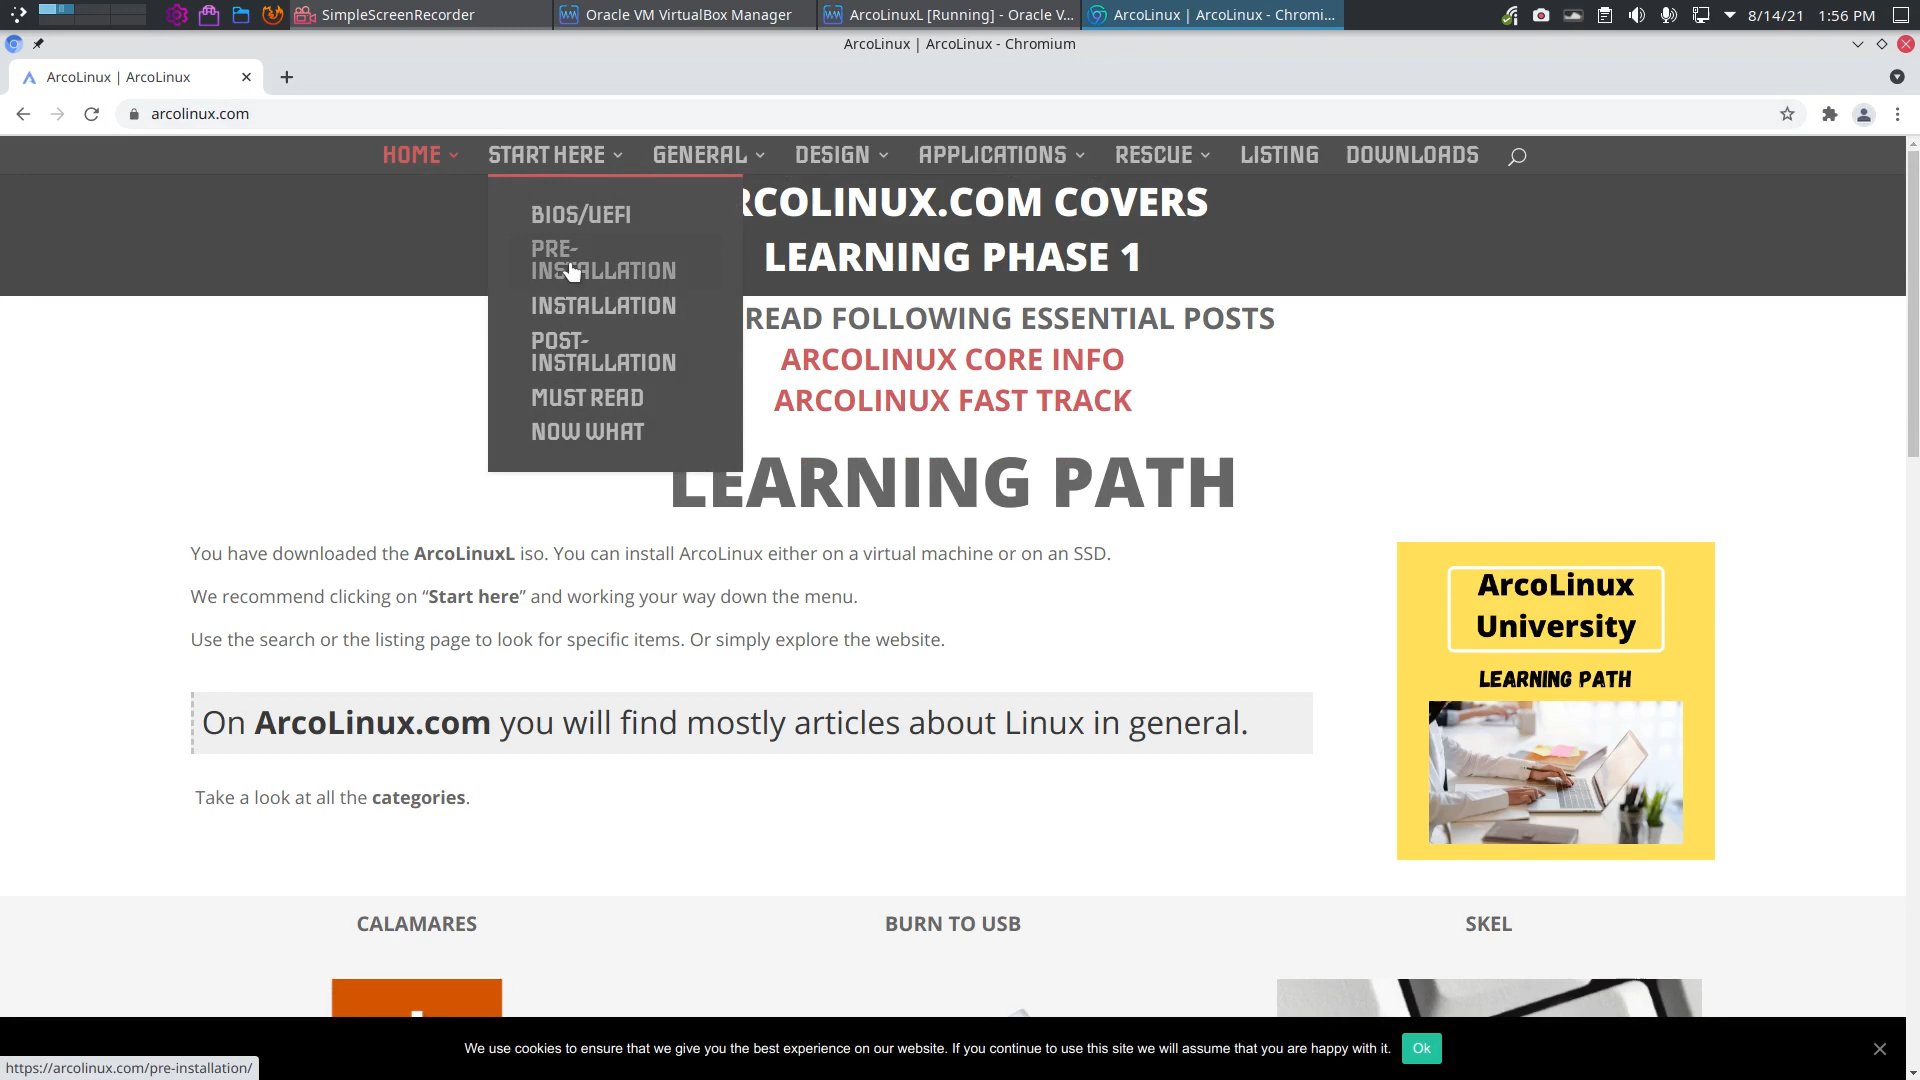 SimpleScreenRecorder
Oracle VM VirtualBox Manager
ArcoLinuxL [Running] - Oracle V...
ArcoLinux | ArcoLinux - Chromi...
8/14/21
1:56 PM
ArcoLinux | ArcoLinux - Chromium
ArcoLinux | ArcoLinux
arcolinux.com
HOME
START HERE
GENERAL
DESIGN
APPLICATIONS
RESCUE
LISTING
DOWNLOADS
BIOS/UEFI
PRE-
INSTALLATION
INSTALLATION
POST-
INSTALLATION
MUST READ
NOW WHAT
RCOLINUX.COM COVERS
LEARNING PHASE 1
READ FOLLOWING ESSENTIAL POSTS
ARCOLINUX CORE INFO
ARCOLINUX FAST TRACK
LEARNING PATH
You have downloaded the ArcoLinuxL iso. You can install ArcoLinux either on a virtual machine or on an SSD.
We recommend clicking on “Start here” and working your way down the menu.
Use the search or the listing page to look for specific items. Or simply explore the website.
On ArcoLinux.com you will find mostly articles about Linux in general.
Take a look at all the categories.
ArcoLinux
University
LEARNING PATH
CALAMARES
BURN TO USB
SKEL
We use cookies to ensure that we give you the best experience on our website. If you continue to use this site we will assume that you are happy with it.
Ok
https://arcolinux.com/pre-installation/